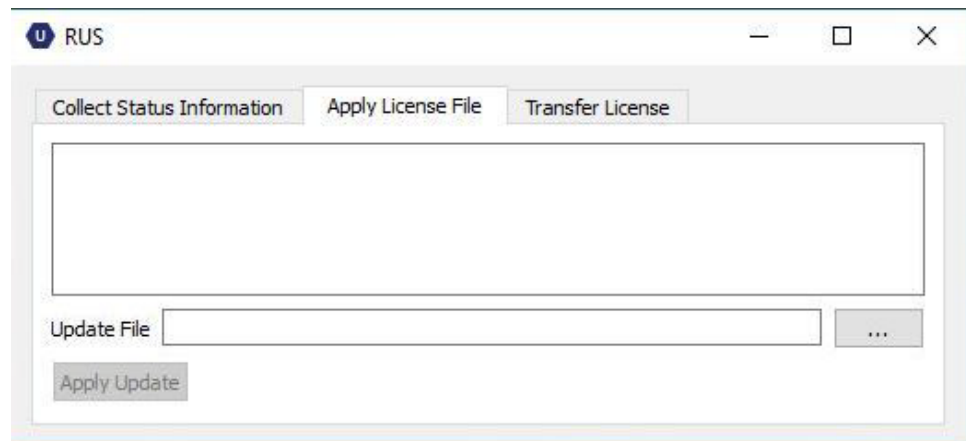 U RUS
Collect Status Information Apply License File Transfer License
Update File ...
Apply Update